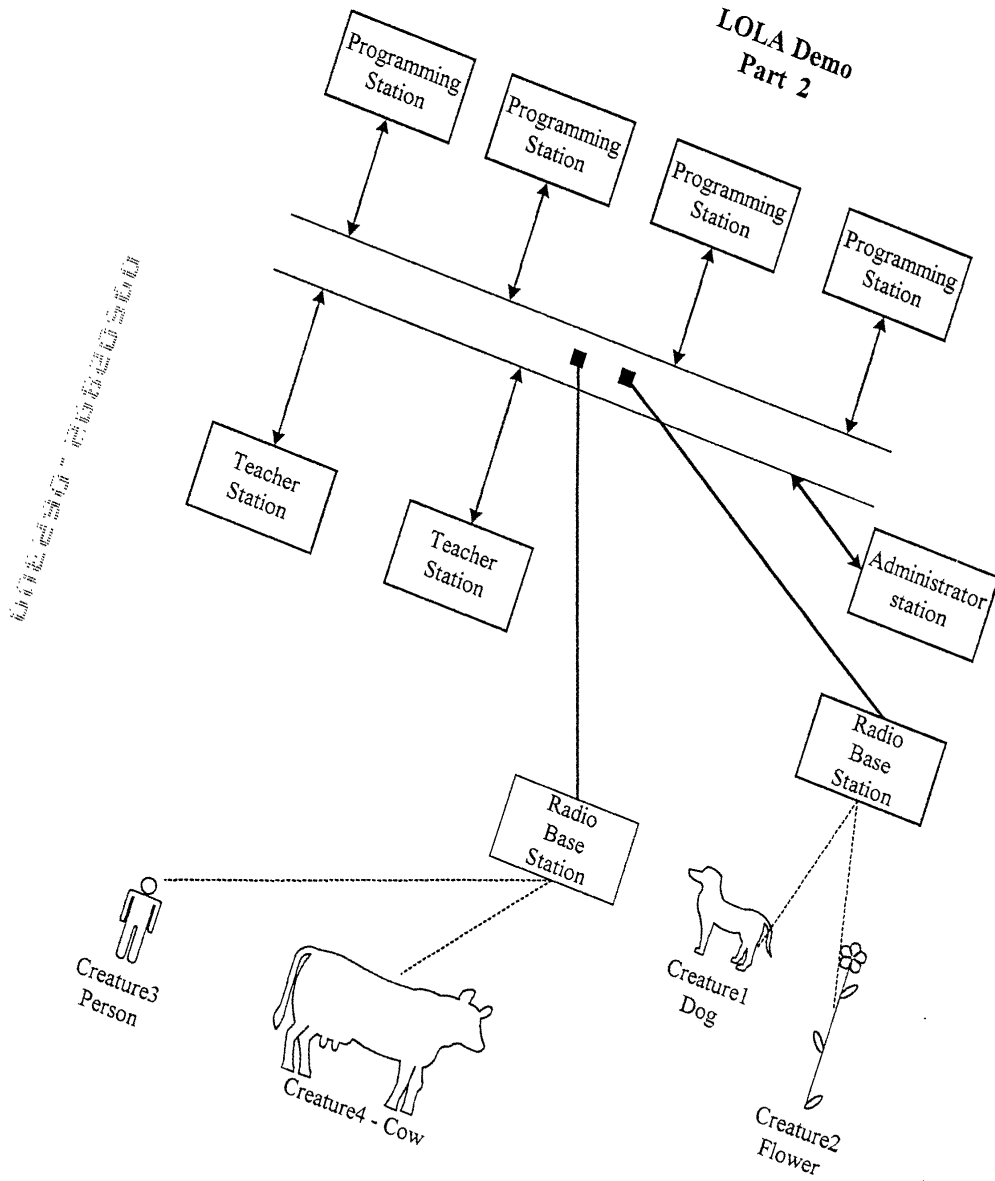 LOLA Demo
Part 2
Programming
Station
Programming
Station
Programming
Station
Programming
Station
Teacher
Station
Teacher
Station
Administrator
station
Radio
Base
Station
Radio
Base
Station
Creature3
Person
Creature4 - Cow
Creature1
Dog
Creature2
Flower